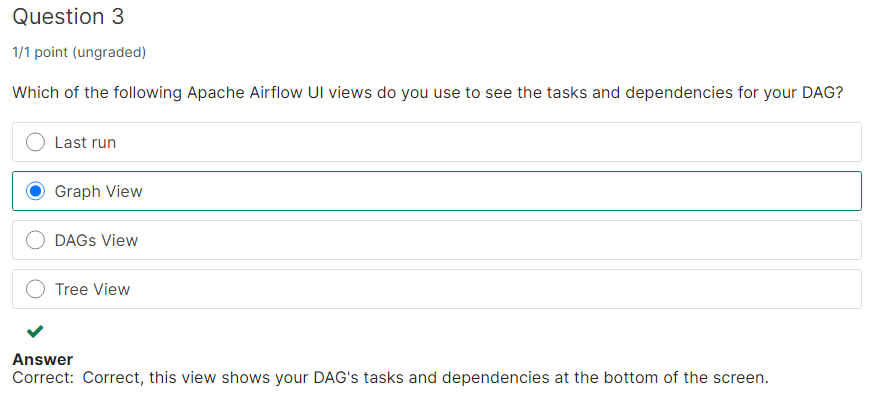 Question 3
1/1 point (ungraded)
Which of the following Apache Airflow UI views do you use to see the tasks and dependencies for your DAG?
Last run
Graph View
DAGs View
Tree View
Answer
Correct:  Correct, this view shows your DAG's tasks and dependencies at the bottom of the screen.